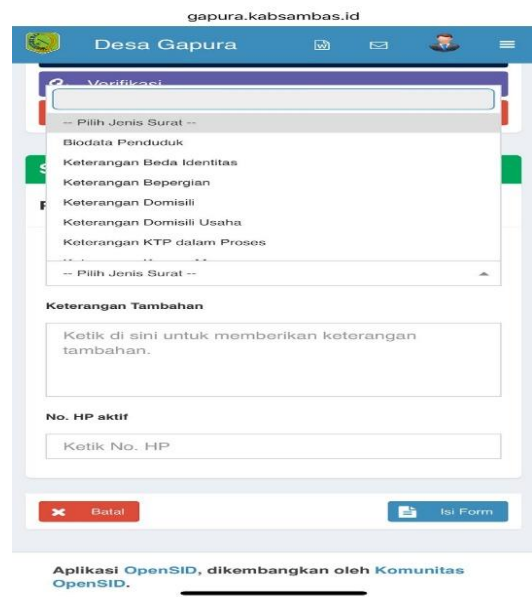 gapura.kabsambas.id
Desa Gapura
Verifikasi
-- Pilih Jenis Surat --
Biodata Penduduk
Keterangan Beda Identitas
Keterangan Bepergian
Keterangan Domisili
Keterangan Domisili Usaha
Keterangan KTP dalam Proses
-- Pilih Jenis Surat --
Keterangan Tambahan
Ketik di sini untuk memberikan keterangan
tambahan.
No. HP aktif
Ketik No. HP
Batal
Isi Form
Aplikasi OpenSID, dikembangkan oleh Komunitas
OpenSID.